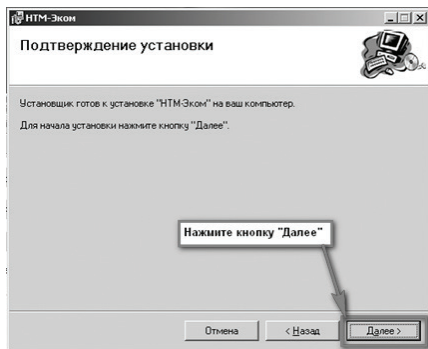 НТМ-Эком
Подтверждение установки
Установщик готов к установке "НТМ-Эком" на ваш компьютер.
Для начала установки нажмите кнопку "Далее".
Нажмите кнопку "Далее"
Отмена
< Назад
Далее >